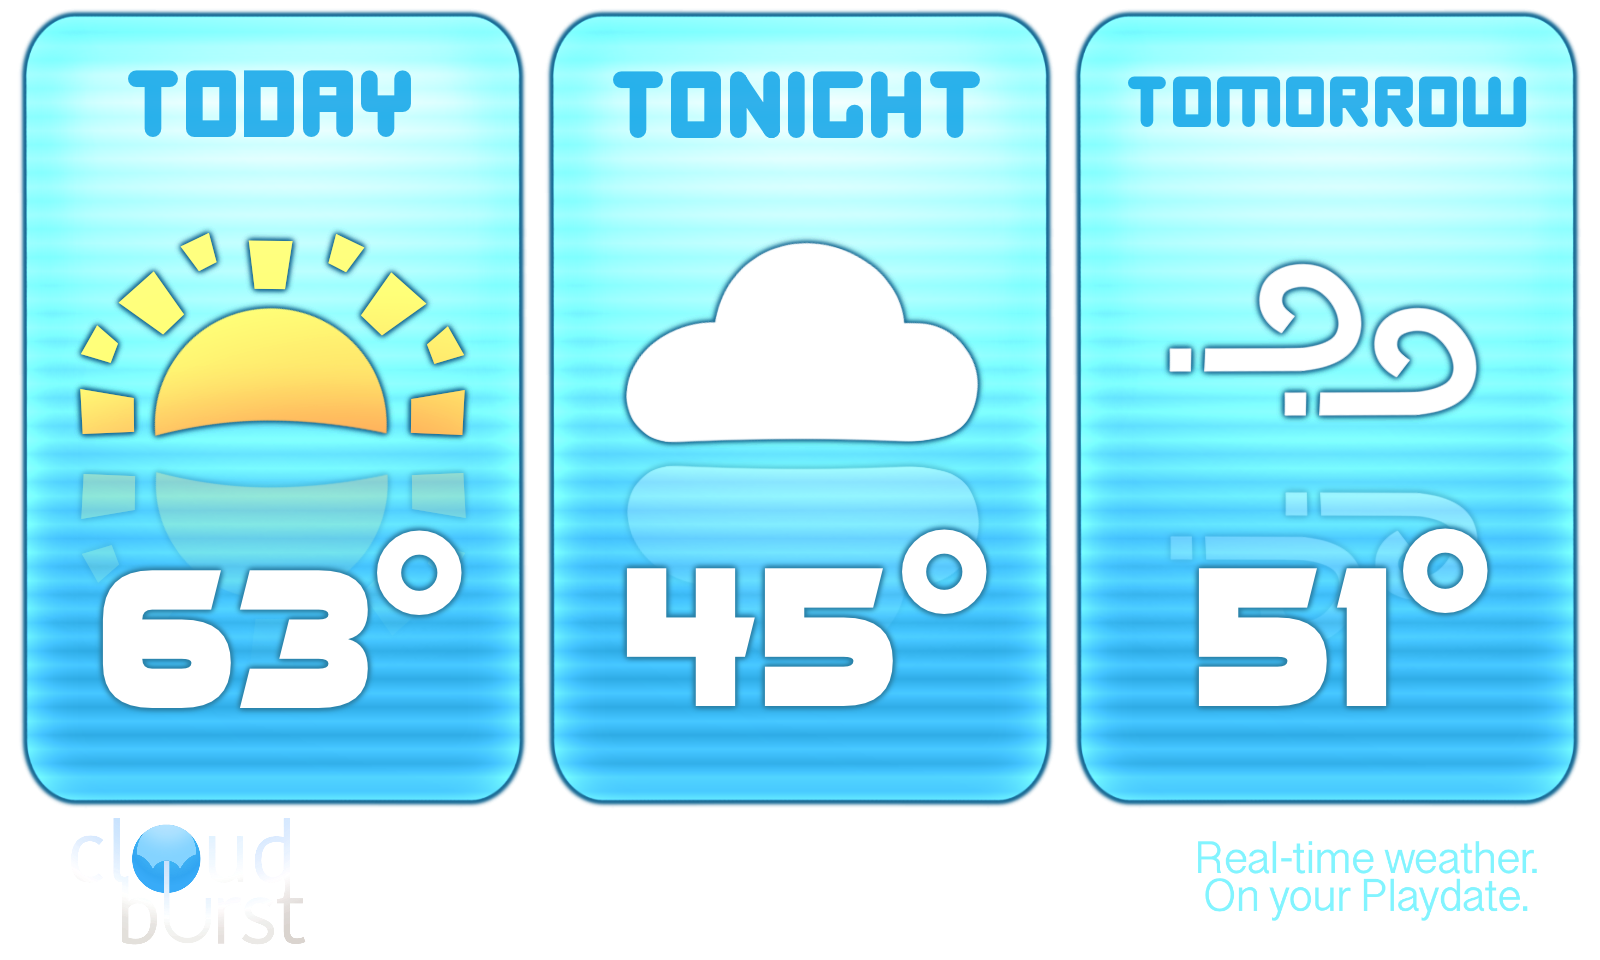 TODAY
TONIGHT
TOMORROW
63°
45°
51°
cloud
burst
Real-time weather.
On your Playdate.